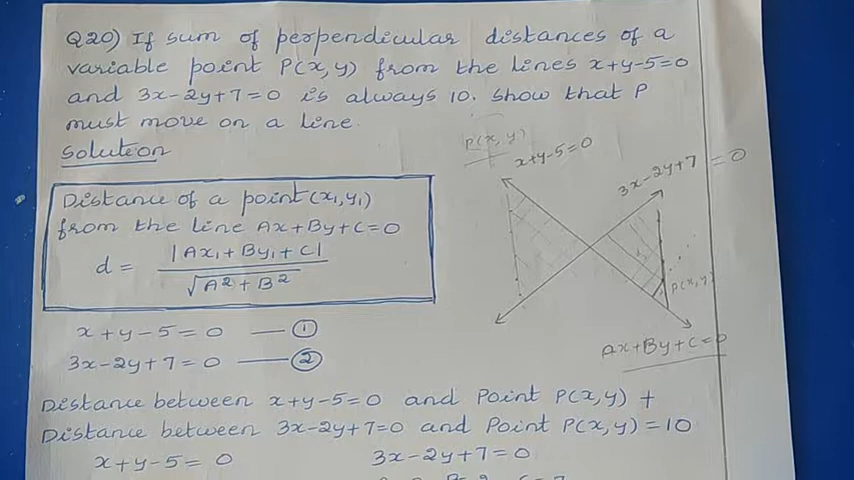 Q20) If sum of perpendicular distances of a
variable point P(x,y) from the lines x+y-5=0
and 3x-2y+7=0 is always 10. Show that P
must move on a line.
Solution
P(x,y)
x+y-5=0
3x-2y+7=0
Distance of a point (x₁,y₁)
from the line Ax+By+C=0
d = |Ax₁+By₁+C| / √A²+B²
P(x,y)
Ax+By+C=0
x+y-5=0 — ①
3x-2y+7=0 — ②
Distance between x+y-5=0 and Point P(x,y) +
Distance between 3x-2y+7=0 and Point P(x,y) = 10
x+y-5=0 3x-2y+7=0